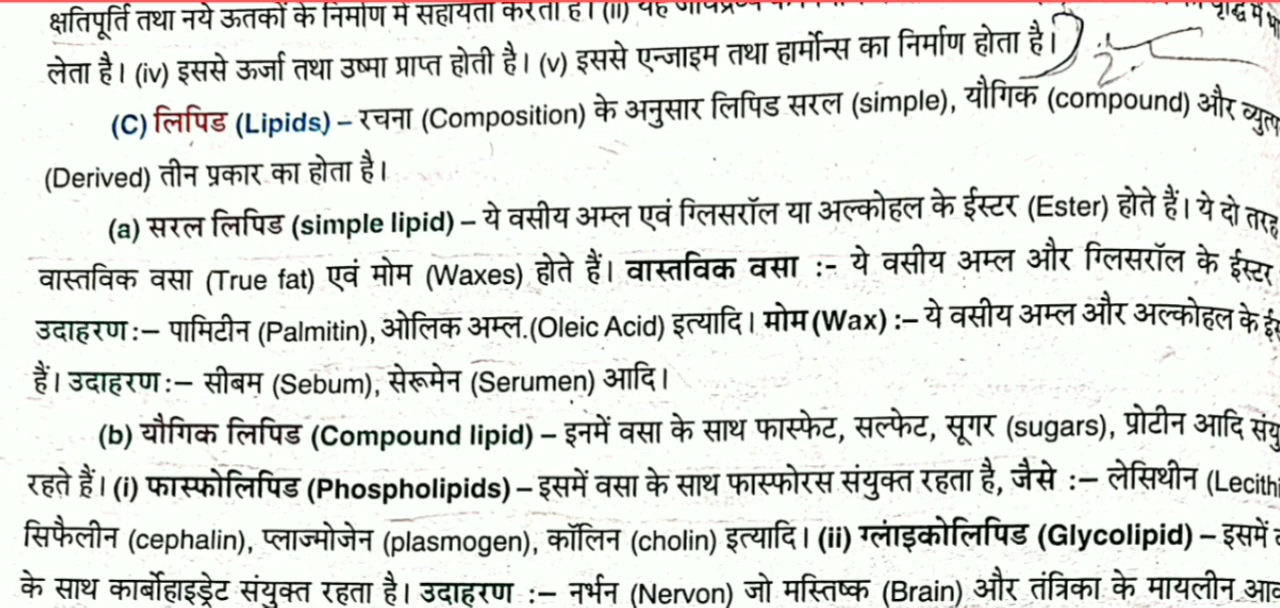 क्षतिपूर्ति तथा नये ऊतकों के निर्माण में सहायता करता है। (ii) यह
लेता है। (iv) इससे ऊर्जा तथा उष्मा प्राप्त होती है। (v) इससे एन्जाइम तथा हार्मोन्स का निर्माण होता है।
(C) लिपिड (Lipids) – रचना (Composition) के अनुसार लिपिड सरल (simple), यौगिक (compound) और
(Derived) तीन प्रकार का होता है।
(a) सरल लिपिड (simple lipid) – ये वसीय अम्ल एवं ग्लिसरॉल या अल्कोहल के ईस्टर (Ester) होते हैं। ये दो तरह
वास्तविक वसा (True fat) एवं मोम (Waxes) होते हैं। वास्तविक वसा :- ये वसीय अम्ल और ग्लिसरॉल के ईस्टर
उदाहरण :– पामिटीन (Palmitin), ओलिक अम्ल.(Oleic Acid) इत्यादि। मोम (Wax) :– ये वसीय अम्ल और अल्कोहल के
हैं। उदाहरण :– सीबम (Sebum), सेरूमेन (Serumen) आदि।
(b) यौगिक लिपिड (Compound lipid) – इनमें वसा के साथ फास्फेट, सल्फेट, सूगर (sugars), प्रोटीन आदि
रहते हैं। (i) फास्फोलिपिड (Phospholipids) – इसमें वसा के साथ फास्फोरस संयुक्त रहता है, जैसे :– लेसिथीन
सिफैलीन (cephalin), प्लाज्मोजेन (plasmogen), कॉलिन (cholin) इत्यादि। (ii) ग्लाइकोलिपिड (Glycolipid) – इसमें
के साथ कार्बोहाइड्रेट संयुक्त रहता है। उदाहरण :– नर्भन (Nervon) जो मस्तिष्क (Brain) और तंत्रिका के मायलीन